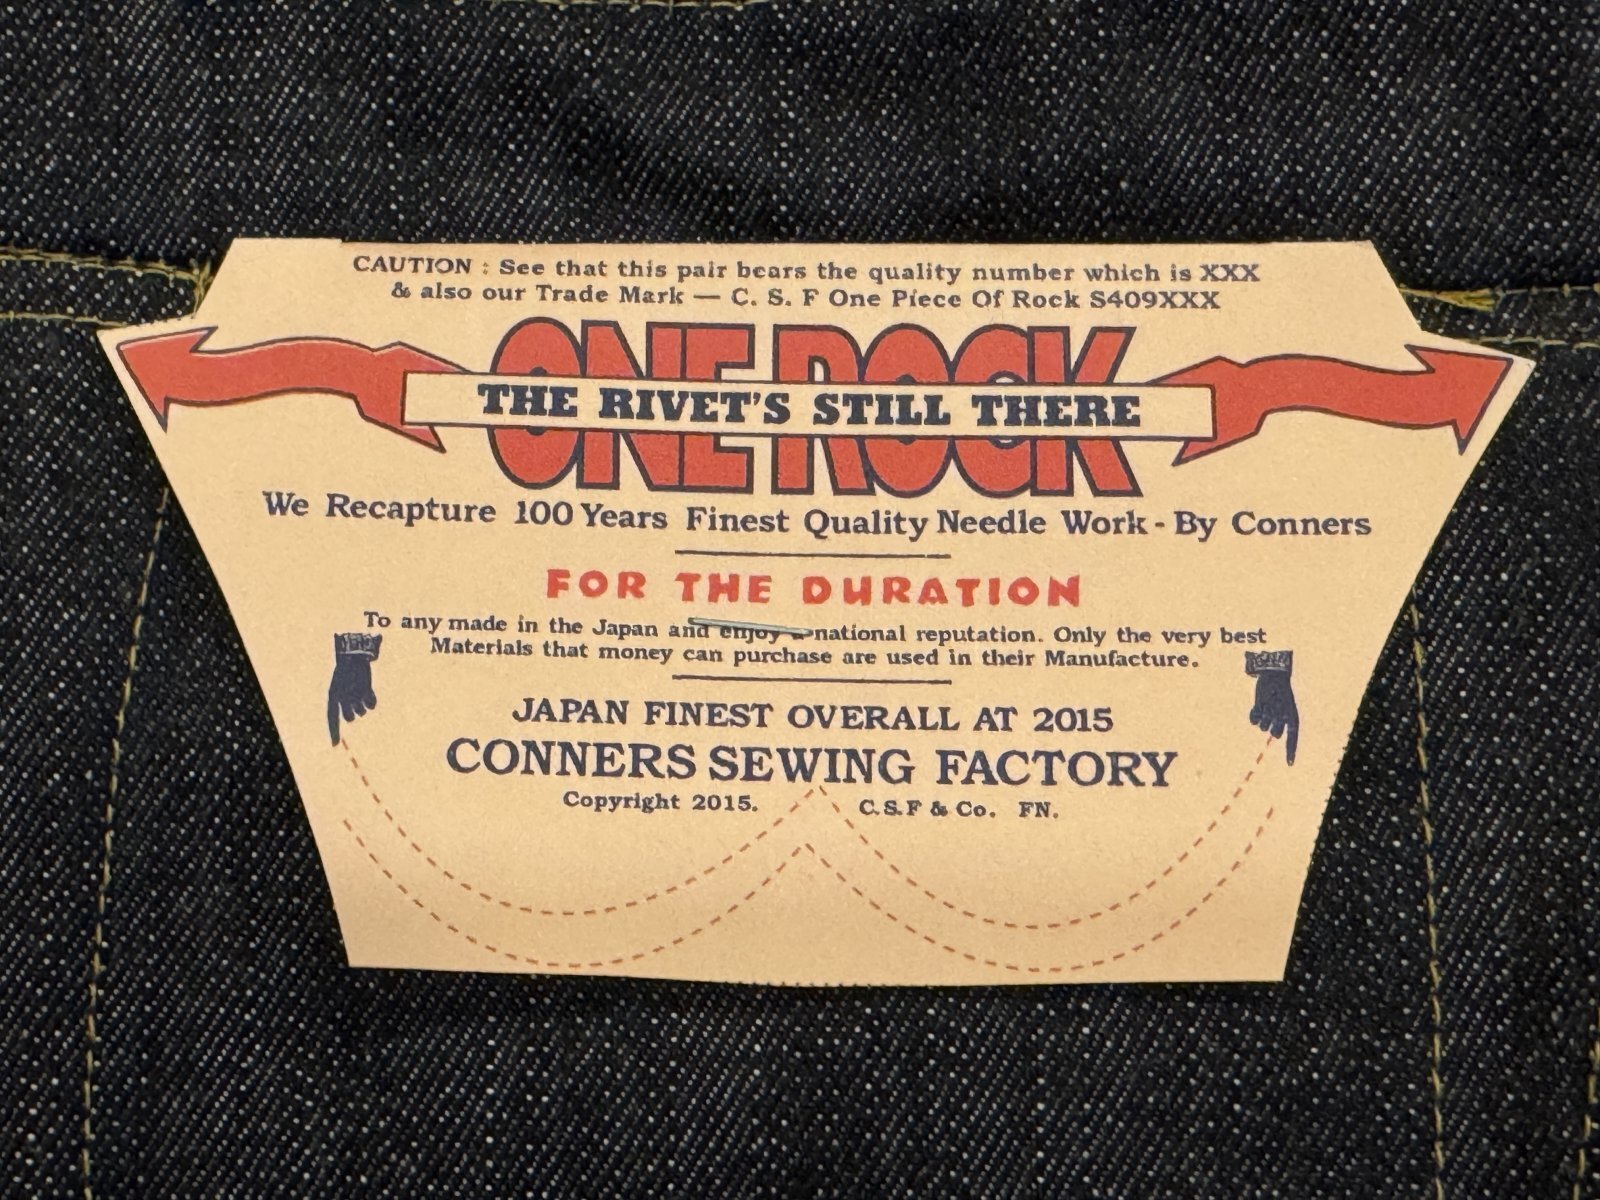 CAUTION : See that this pair bears the quality number which is XXX
& also our Trade Mark — C. S. F One Piece Of Rock S409XXX
ONE ROCK
THE RIVET'S STILL THERE
We Recapture 100 Years Finest Quality Needle Work - By Conners
FOR THE DURATION
To any made in the Japan and enjoy national reputation. Only the very best
Materials that money can purchase are used in their Manufacture.
JAPAN FINEST OVERALL AT 2015
CONNERS SEWING FACTORY
Copyright 2015. C.S.F & Co. FN.